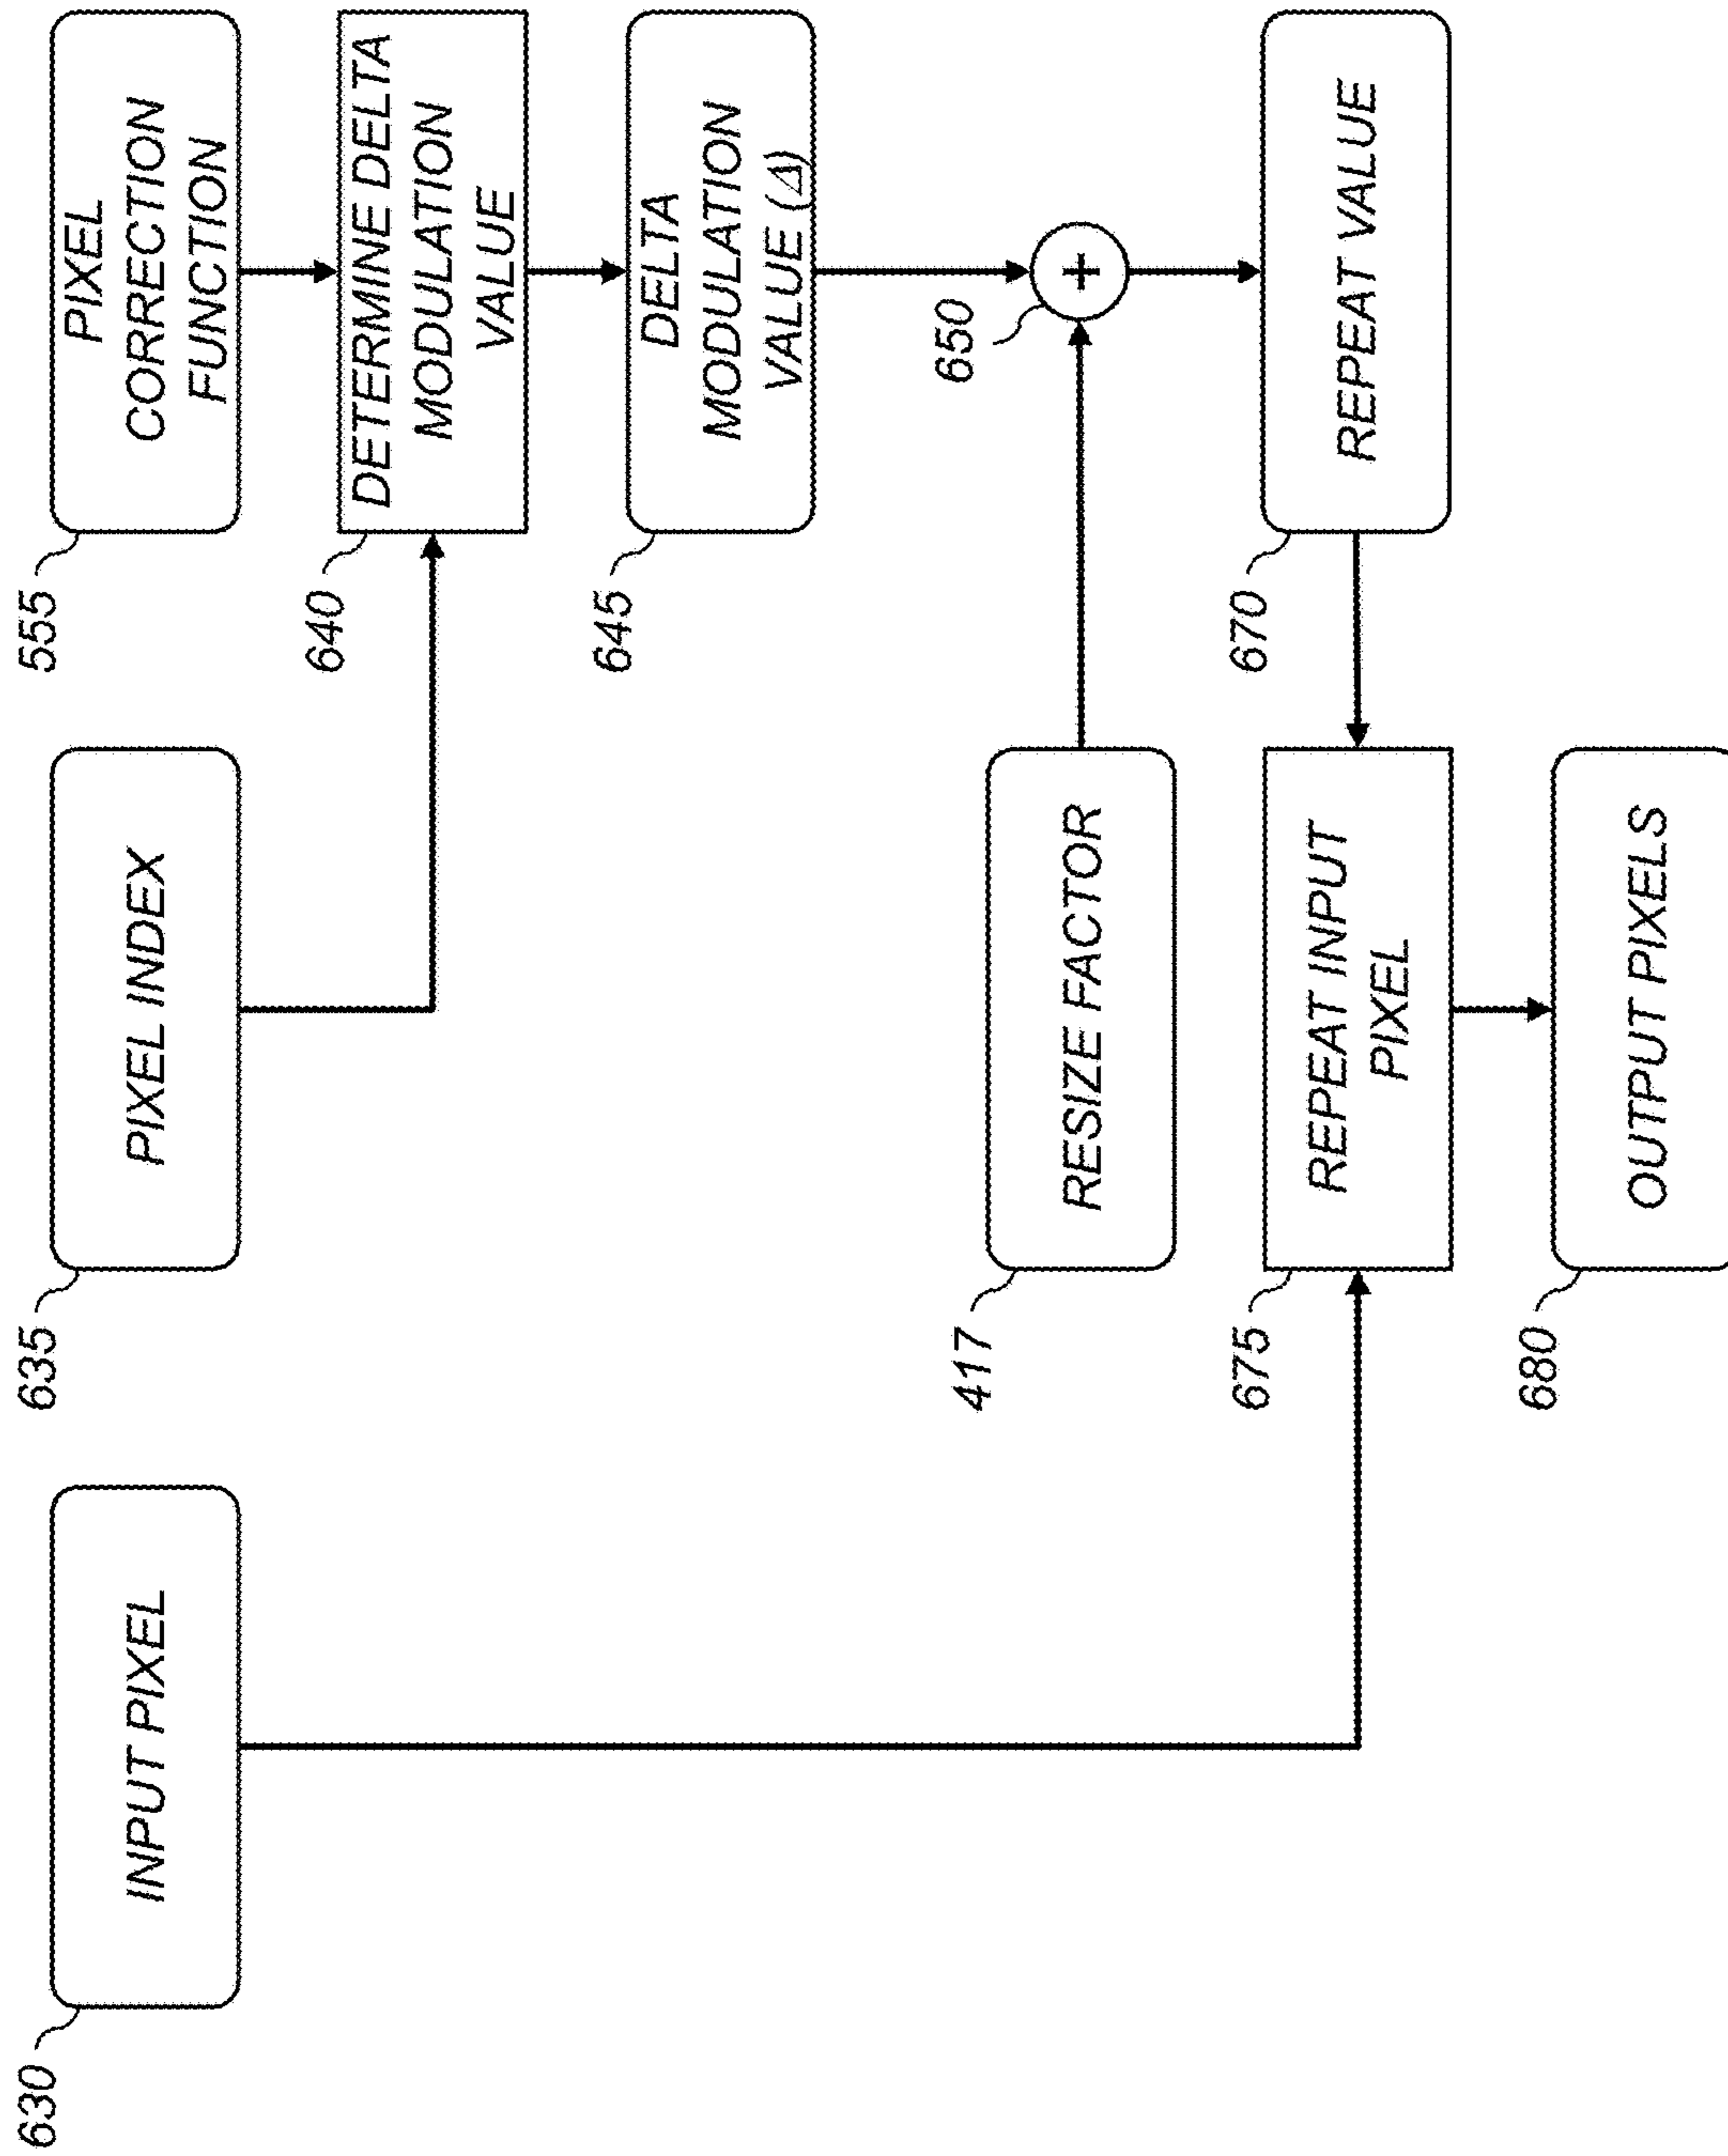 630
INPUT PIXEL
635
PIXEL INDEX
555
PIXEL
CORRECTION
FUNCTION
640
DETERMINE DELTA
MODULATION
VALUE
645
DELTA
MODULATION
VALUE (Δ)
417
RESIZE FACTOR
650
+
675
REPEAT INPUT
PIXEL
670
REPEAT VALUE
680
OUTPUT PIXELS